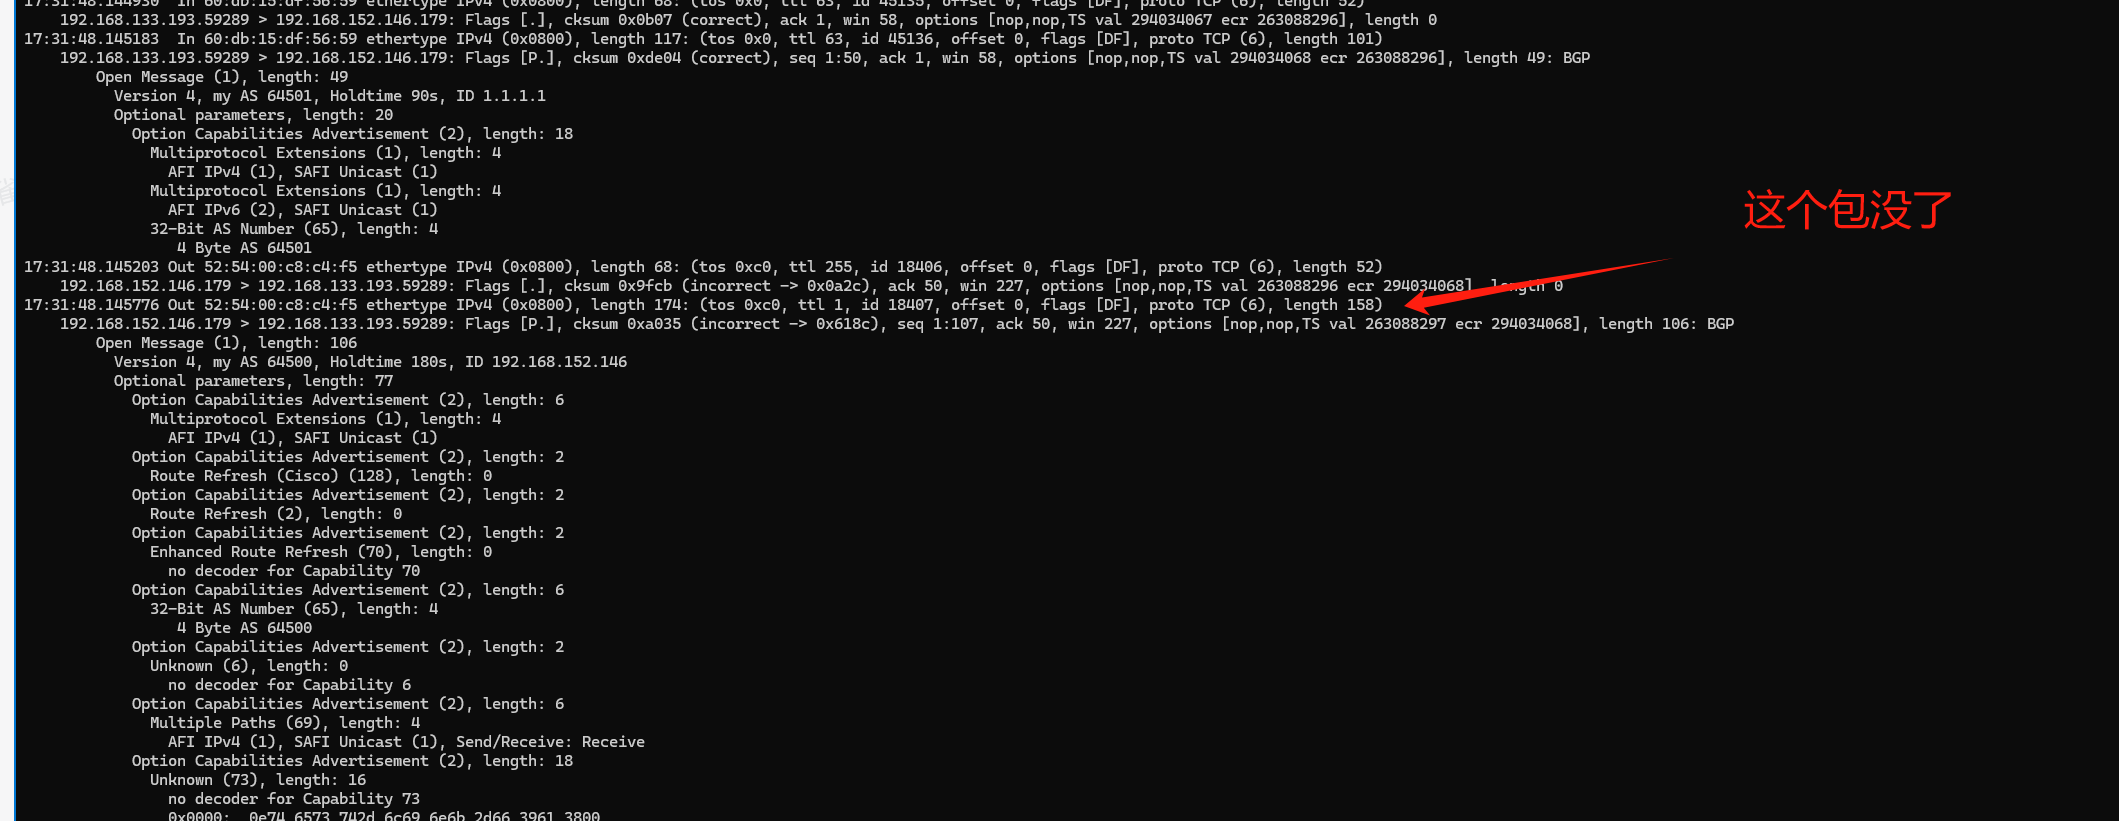 17:31:48.144930  In 60:db:15:df:56:59 ethertype IPv4 (0x0800), length 68: (tos 0x0, ttl 63, id 45135, offset 0, flags [DF], proto TCP (6), length 52)
192.168.133.193.59289 > 192.168.152.146.179: Flags [.], cksum 0x0b07 (correct), ack 1, win 58, options [nop,nop,TS val 294034067 ecr 263088296], length 0
17:31:48.145183  In 60:db:15:df:56:59 ethertype IPv4 (0x0800), length 117: (tos 0x0, ttl 63, id 45136, offset 0, flags [DF], proto TCP (6), length 101)
192.168.133.193.59289 > 192.168.152.146.179: Flags [P.], cksum 0xde04 (correct), seq 1:50, ack 1, win 58, options [nop,nop,TS val 294034068 ecr 263088296], length 49: BGP
Open Message (1), length: 49
Version 4, my AS 64501, Holdtime 90s, ID 1.1.1.1
Optional parameters, length: 20
Option Capabilities Advertisement (2), length: 18
Multiprotocol Extensions (1), length: 4
AFI IPv4 (1), SAFI Unicast (1)
Multiprotocol Extensions (1), length: 4
这个包没了
AFI IPv6 (2), SAFI Unicast (1)
32-Bit AS Number (65), length: 4
4 Byte AS 64501
17:31:48.145203 Out 52:54:00:c8:c4:f5 ethertype IPv4 (0x0800), length 68: (tos 0xc0, ttl 255, id 18406, offset 0, flags [DF], proto TCP (6), length 52)
192.168.152.146.179 > 192.168.133.193.59289: Flags [.], cksum 0x9fcb (incorrect -> 0x0a2c), ack 50, win 227, options [nop,nop,TS val 263088296 ecr 294034068], length 0
17:31:48.145776 Out 52:54:00:c8:c4:f5 ethertype IPv4 (0x0800), length 174: (tos 0xc0, ttl 1, id 18407, offset 0, flags [DF], proto TCP (6), length 158)
192.168.152.146.179 > 192.168.133.193.59289: Flags [P.], cksum 0xa035 (incorrect -> 0x618c), seq 1:107, ack 50, win 227, options [nop,nop,TS val 263088297 ecr 294034068], length 106: BGP
Open Message (1), length: 106
Version 4, my AS 64500, Holdtime 180s, ID 192.168.152.146
Optional parameters, length: 77
Option Capabilities Advertisement (2), length: 6
Multiprotocol Extensions (1), length: 4
AFI IPv4 (1), SAFI Unicast (1)
Option Capabilities Advertisement (2), length: 2
Route Refresh (Cisco) (128), length: 0
Option Capabilities Advertisement (2), length: 2
Route Refresh (2), length: 0
Option Capabilities Advertisement (2), length: 2
Enhanced Route Refresh (70), length: 0
no decoder for Capability 70
Option Capabilities Advertisement (2), length: 6
32-Bit AS Number (65), length: 4
4 Byte AS 64500
Option Capabilities Advertisement (2), length: 2
Unknown (6), length: 0
no decoder for Capability 6
Option Capabilities Advertisement (2), length: 6
Multiple Paths (69), length: 4
AFI IPv4 (1), SAFI Unicast (1), Send/Receive: Receive
Option Capabilities Advertisement (2), length: 18
Unknown (73), length: 16
no decoder for Capability 73
0x0000:  0e74 6573 742d 6c69 6e6b 2d66 3961 3800